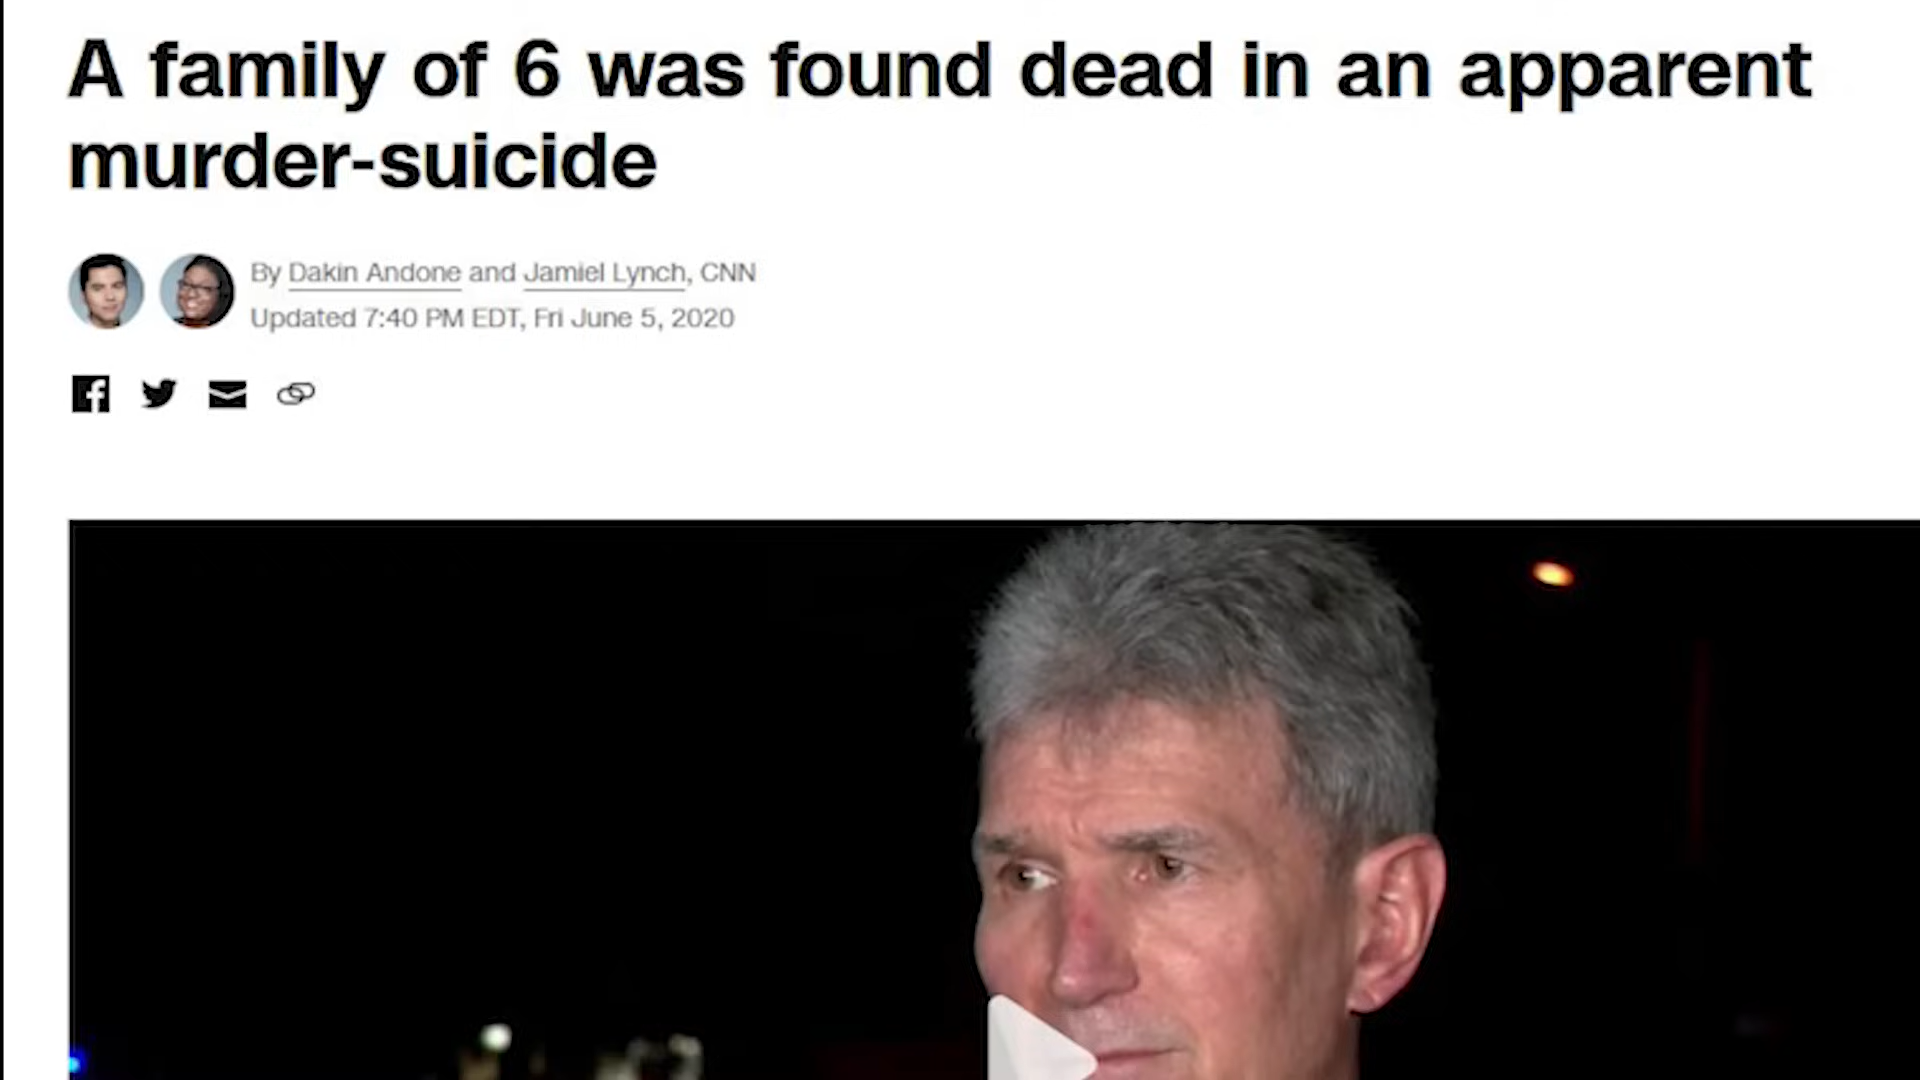 A family of 6 was found dead in an apparent
murder-suicide
By Dakin Andone and Jamiel Lynch, CNN
Updated 7:40 PM EDT, Fri June 5, 2020